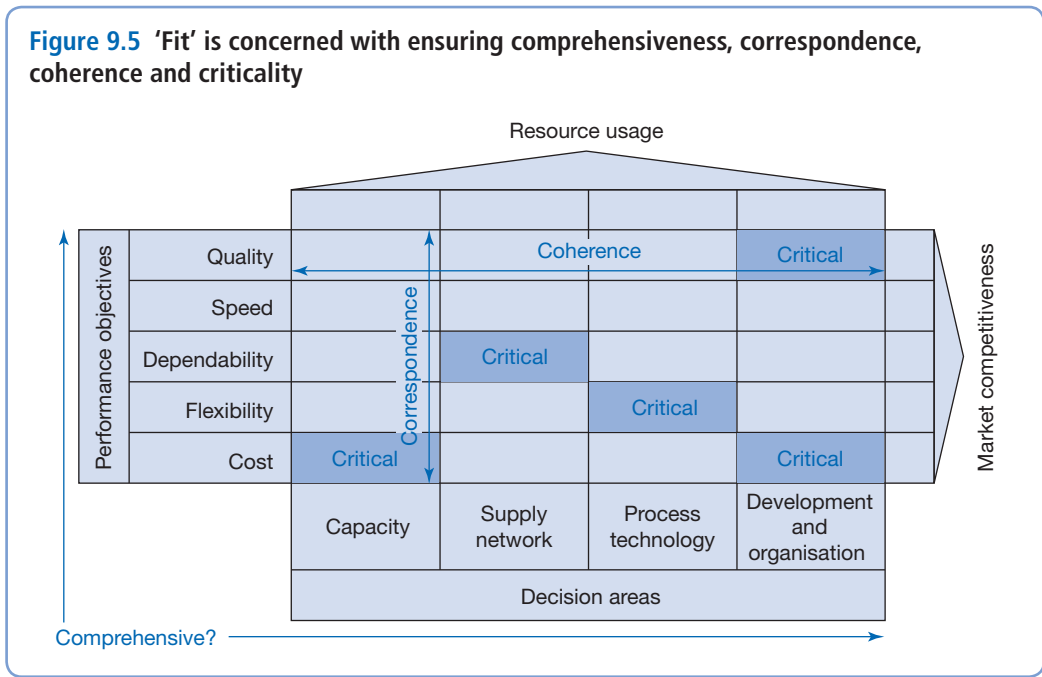 Figure 9.5 ‘Fit’ is concerned with ensuring comprehensiveness, correspondence,
coherence and criticality
Resource usage
Performance objectives
Quality
Coherence
Critical
Speed
Correspondence
Dependability
Critical
Flexibility
Critical
Cost
Critical
Critical
Market competitiveness
Capacity
Supply
network
Process
technology
Development
and
organisation
Decision areas
Comprehensive?